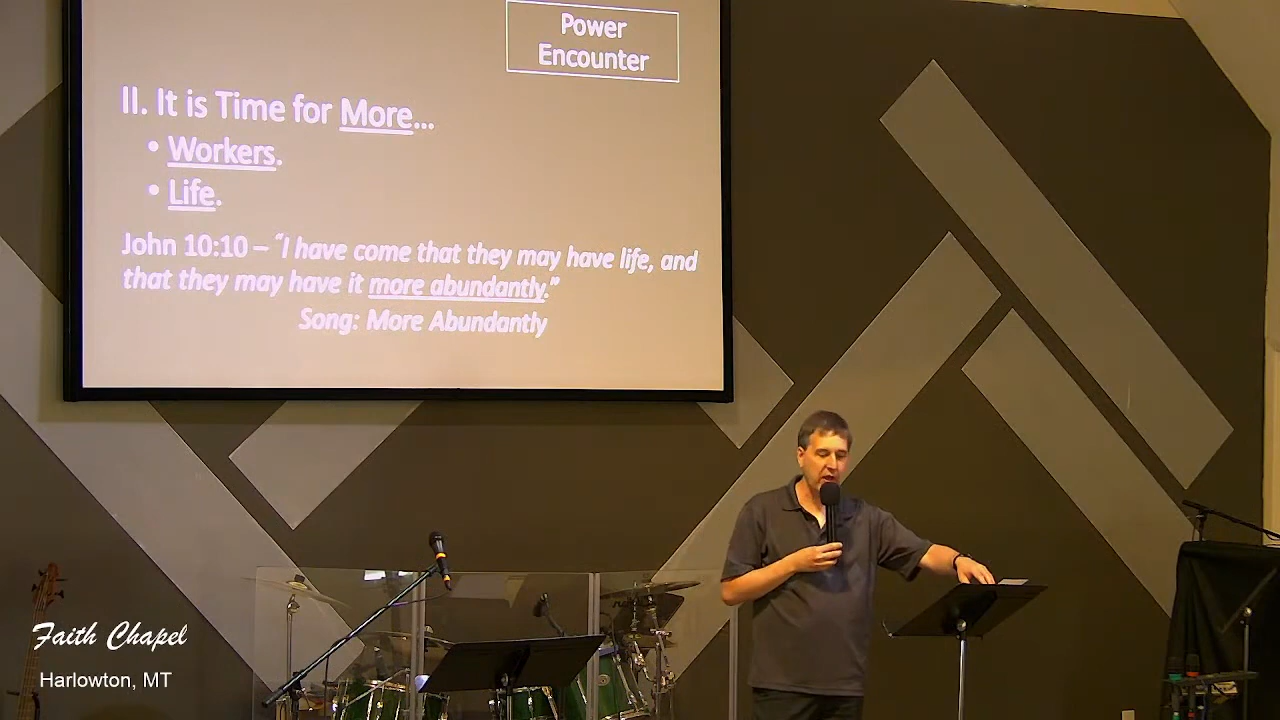 Power
Encounter
II. It is Time for More...
• Workers.
• Life.
John 10:10 – “I have come that they may have life, and
that they may have it more abundantly.”
Song: More Abundantly
Faith Chapel
Harlowton, MT